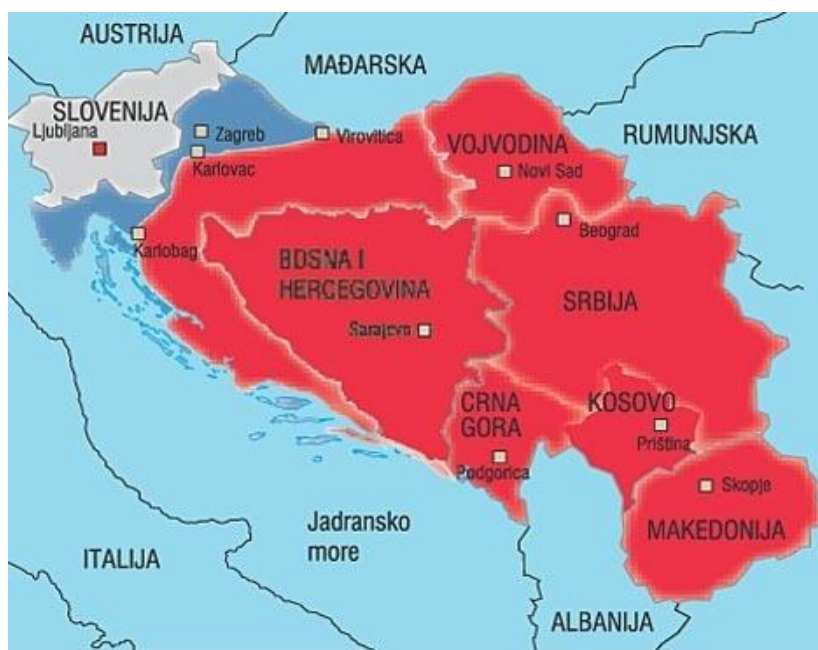 AUSTRIJA
MAĐARSKA
SLOVENIJA
Ljubljana
Zagreb
Virovitica
Karlovac
VOJVODINA
RUMUNJSKA
Novi Sad
Karlobag
Beograd
BOSNA I
HERCEGOVINA
SRBIJA
Sarajevo
CRNA
GORA
KOSOVO
Priština
Podgorica
Skopje
Jadransko
more
MAKEDONIJA
ITALIJA
ALBANIJA